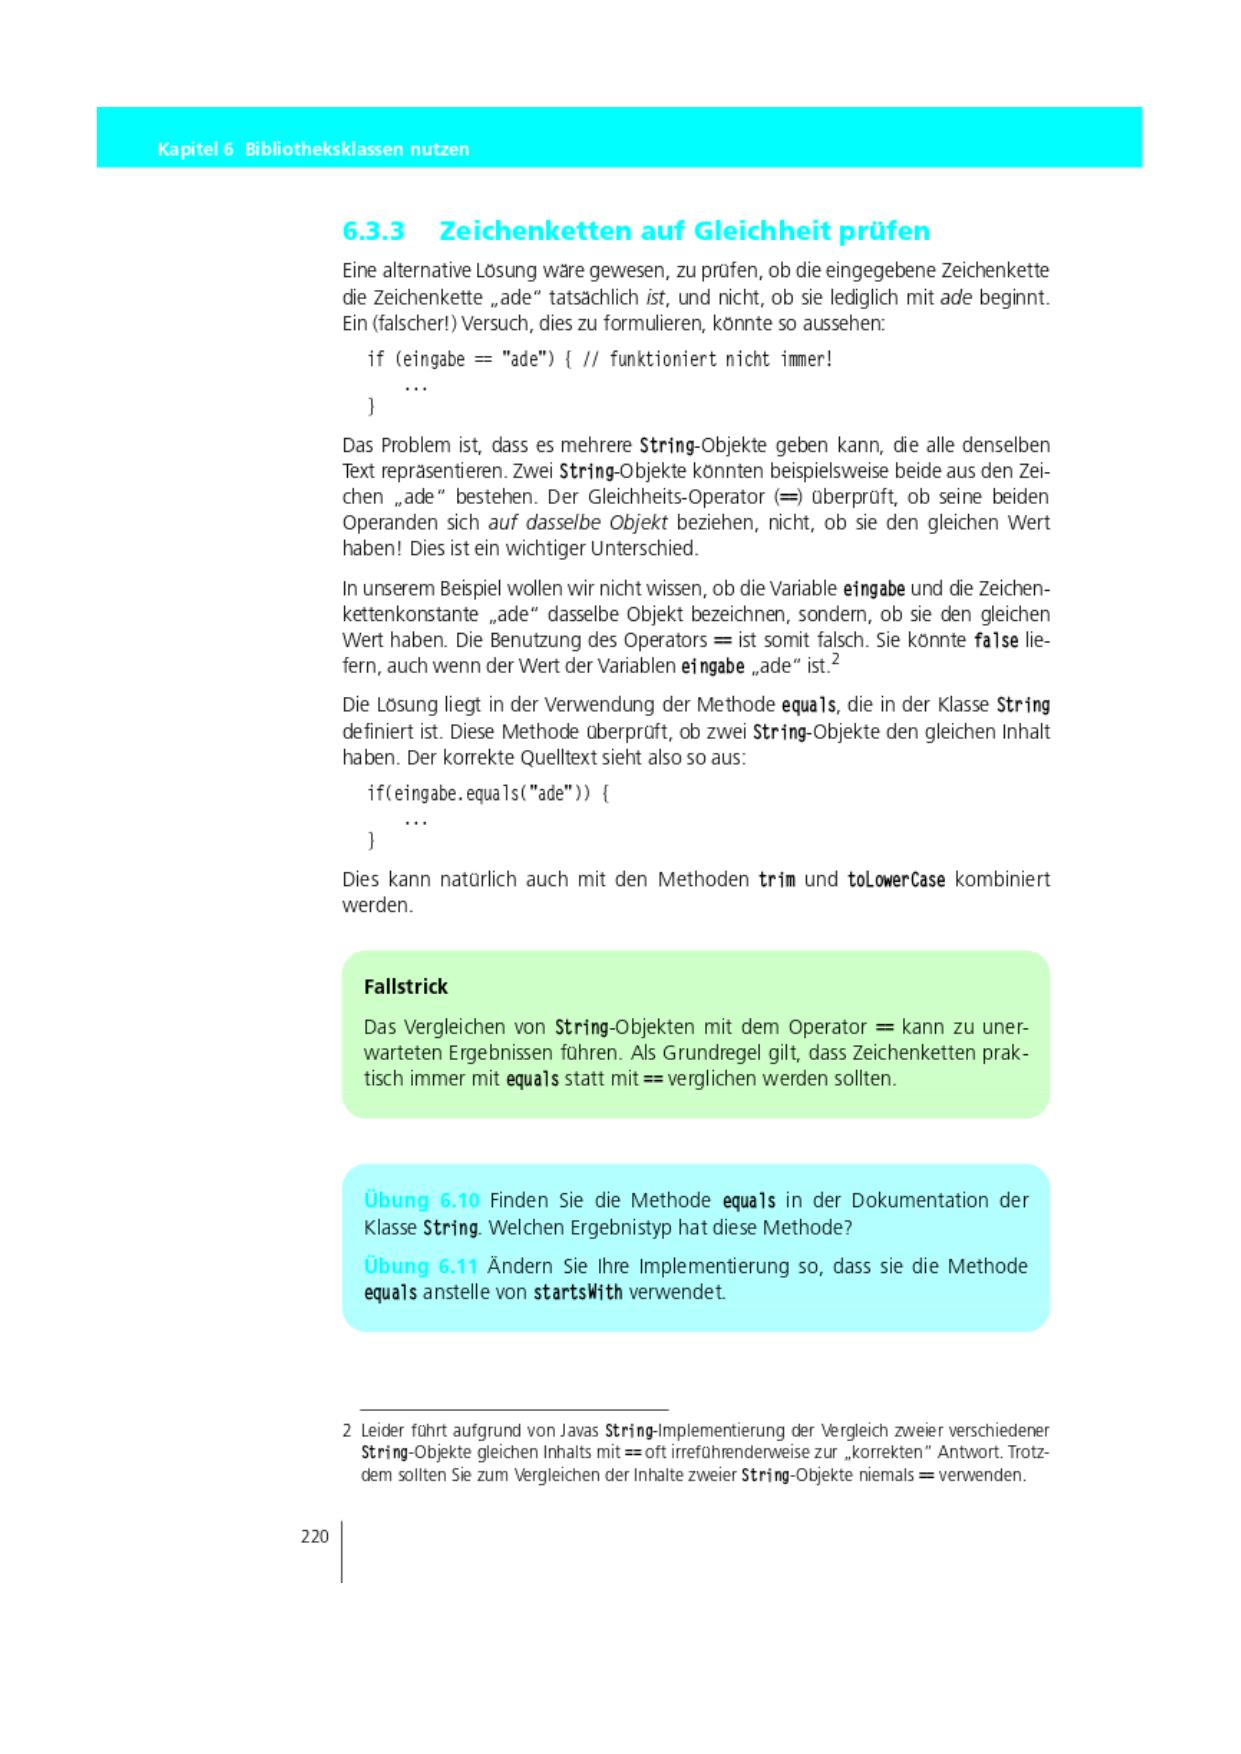 Kapitel 6 Bibliotheksklassen nutzen
6.3.3 Zeichenketten auf Gleichheit prüfen
Eine alternative Lösung wäre gewesen, zu prüfen, ob die eingegebene Zeichenkette
die Zeichenkette „ade“ tatsächlich ist, und nicht, ob sie lediglich mit ade beginnt.
Ein (falscher!) Versuch, dies zu formulieren, könnte so aussehen:
if (eingabe == "ade") { // funktioniert nicht immer!
...
}
Das Problem ist, dass es mehrere String-Objekte geben kann, die alle denselben
Text repräsentieren. Zwei String-Objekte könnten beispielsweise beide aus den Zei-
chen „ade“ bestehen. Der Gleichheits-Operator (==) überprüft, ob seine beiden
Operanden sich auf dasselbe Objekt beziehen, nicht, ob sie den gleichen Wert
haben! Dies ist ein wichtiger Unterschied.
In unserem Beispiel wollen wir nicht wissen, ob die Variable eingabe und die Zeichen-
kettenkonstante „ade“ dasselbe Objekt bezeichnen, sondern, ob sie den gleichen
Wert haben. Die Benutzung des Operators == ist somit falsch. Sie könnte false lie-
fern, auch wenn der Wert der Variablen eingabe „ade“ ist.2
Die Lösung liegt in der Verwendung der Methode equals, die in der Klasse String
definiert ist. Diese Methode überprüft, ob zwei String-Objekte den gleichen Inhalt
haben. Der korrekte Quelltext sieht also so aus:
if(eingabe.equals("ade")) {
...
}
Dies kann natürlich auch mit den Methoden trim und toLowerCase kombiniert
werden.
Fallstrick
Das Vergleichen von String-Objekten mit dem Operator == kann zu uner-
warteten Ergebnissen führen. Als Grundregel gilt, dass Zeichenketten prak-
tisch immer mit equals statt mit == verglichen werden sollten.
Übung 6.10 Finden Sie die Methode equals in der Dokumentation der
Klasse String. Welchen Ergebnistyp hat diese Methode?
Übung 6.11 Ändern Sie Ihre Implementierung so, dass sie die Methode
equals anstelle von startsWith verwendet.
2 Leider führt aufgrund von Javas String-Implementierung der Vergleich zweier verschiedener
String-Objekte gleichen Inhalts mit == oft irreführenderweise zur „korrekten“ Antwort. Trotz-
dem sollten Sie zum Vergleichen der Inhalte zweier String-Objekte niemals == verwenden.
220